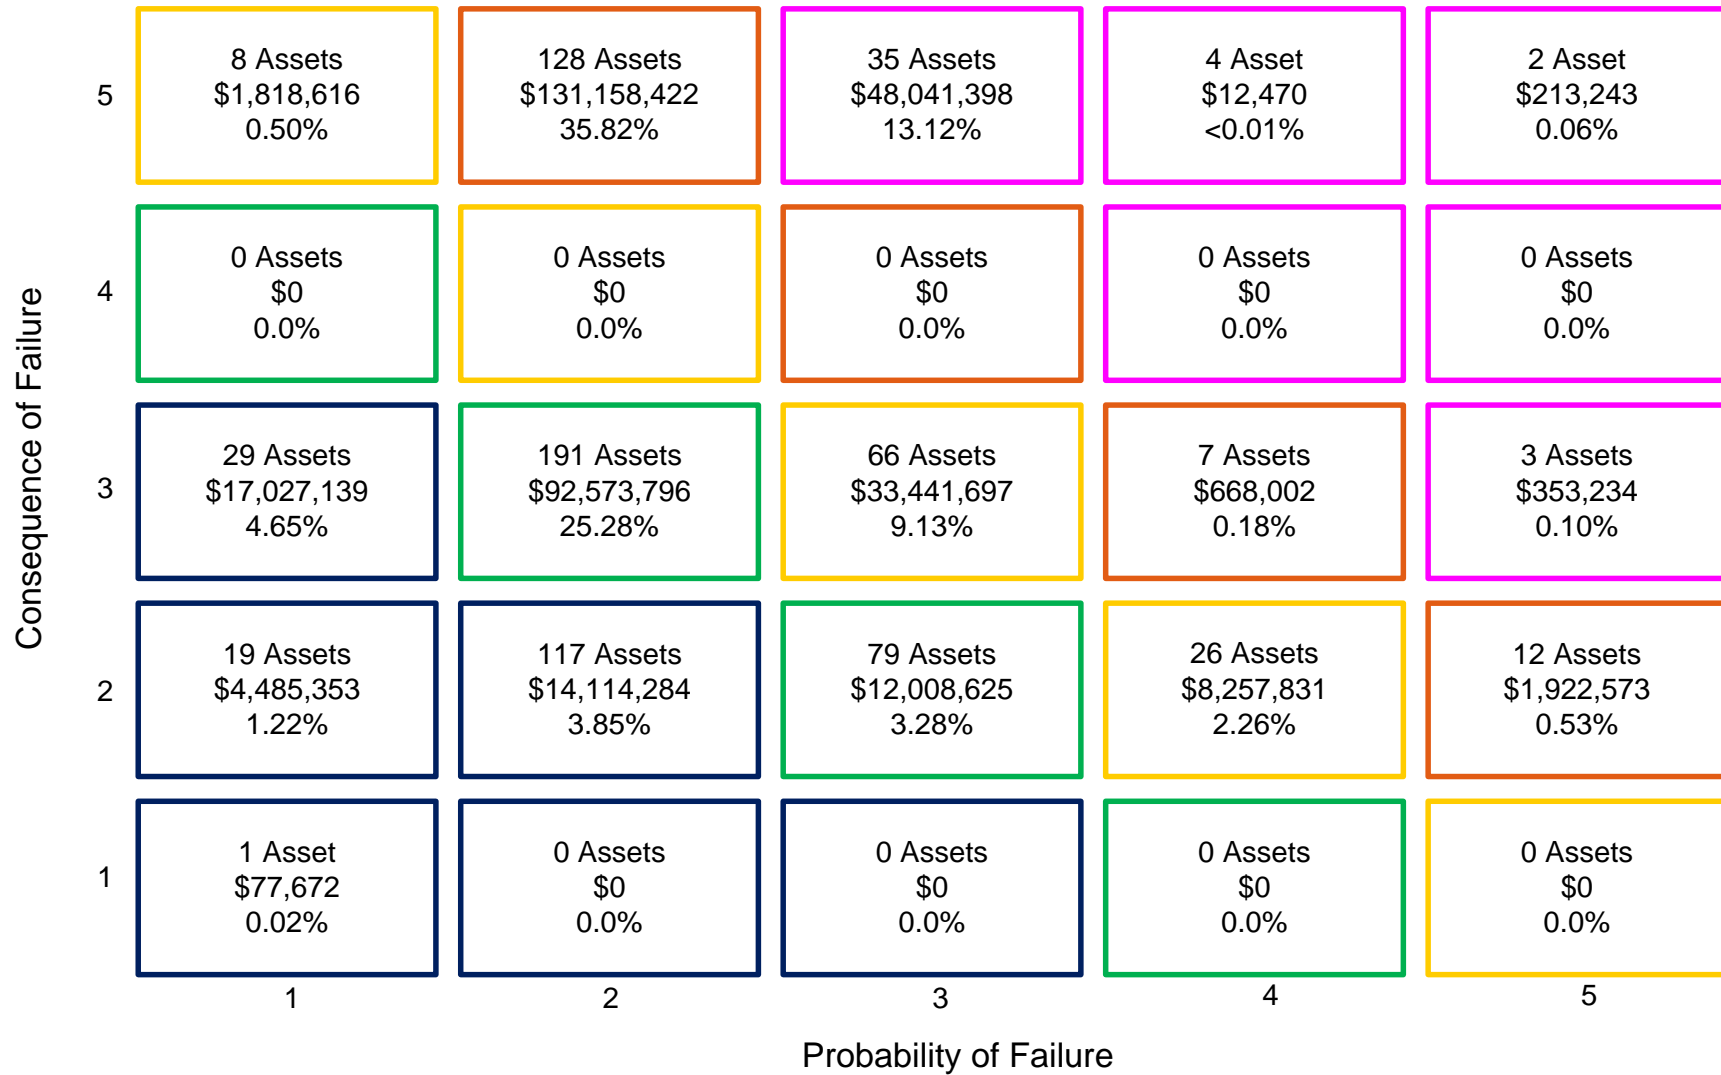 Consequence of Failure
5
8 Assets
$1,818,616
0.50%
128 Assets
$131,158,422
35.82%
35 Assets
$48,041,398
13.12%
4 Asset
$12,470
<0.01%
2 Asset
$213,243
0.06%
4
0 Assets
$0
0.0%
0 Assets
$0
0.0%
0 Assets
$0
0.0%
0 Assets
$0
0.0%
0 Assets
$0
0.0%
3
29 Assets
$17,027,139
4.65%
191 Assets
$92,573,796
25.28%
66 Assets
$33,441,697
9.13%
7 Assets
$668,002
0.18%
3 Assets
$353,234
0.10%
2
19 Assets
$4,485,353
1.22%
117 Assets
$14,114,284
3.85%
79 Assets
$12,008,625
3.28%
26 Assets
$8,257,831
2.26%
12 Assets
$1,922,573
0.53%
1
1 Asset
$77,672
0.02%
0 Assets
$0
0.0%
0 Assets
$0
0.0%
0 Assets
$0
0.0%
0 Assets
$0
0.0%
1
2
3
4
5
Probability of Failure